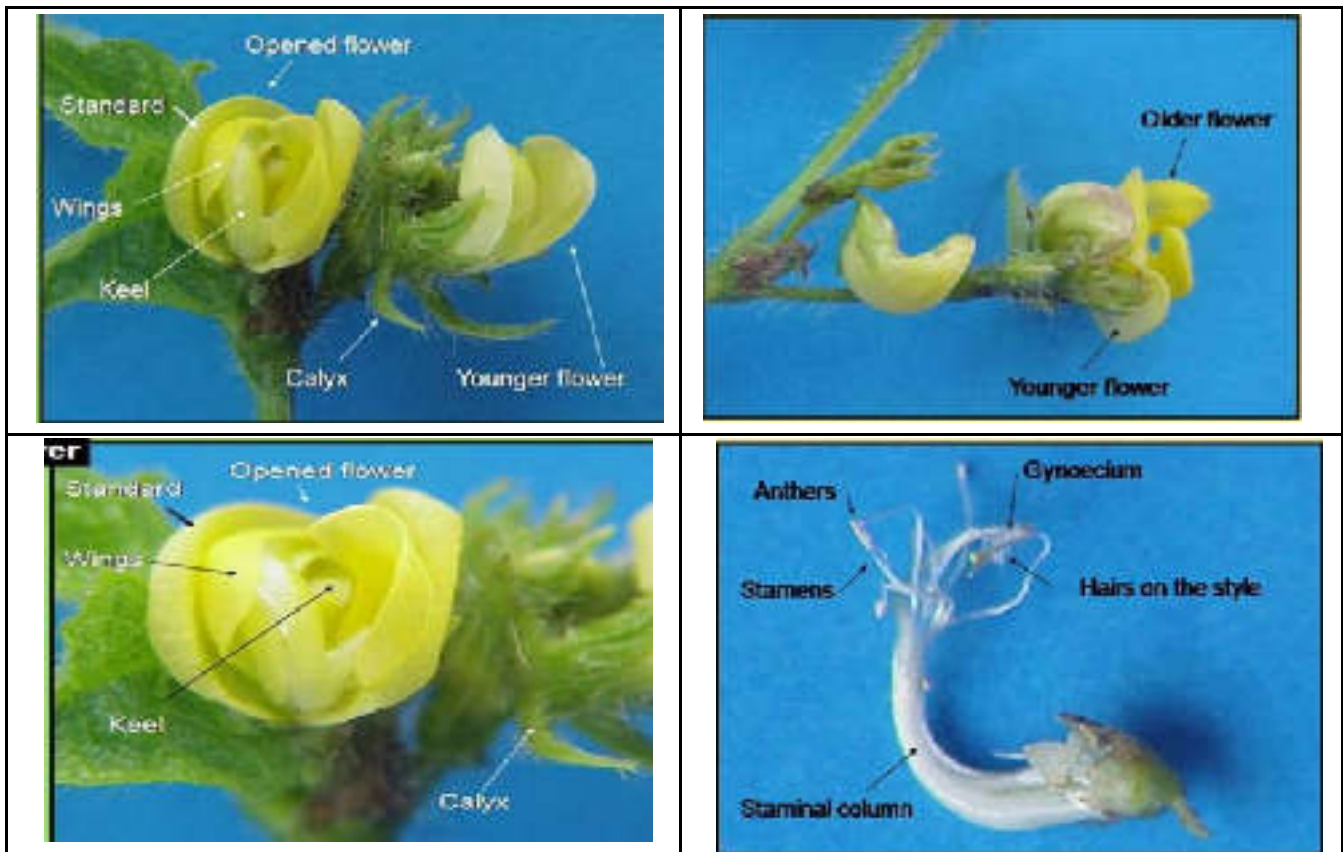 Opened flower
Standard
Wings
Keel
Calyx
Younger flower
Older flower
Younger flower
er
Opened flower
Standard
Wings
Keel
Calyx
Gynoecium
Anthers
Stamens
Hairs on the style
Staminal column